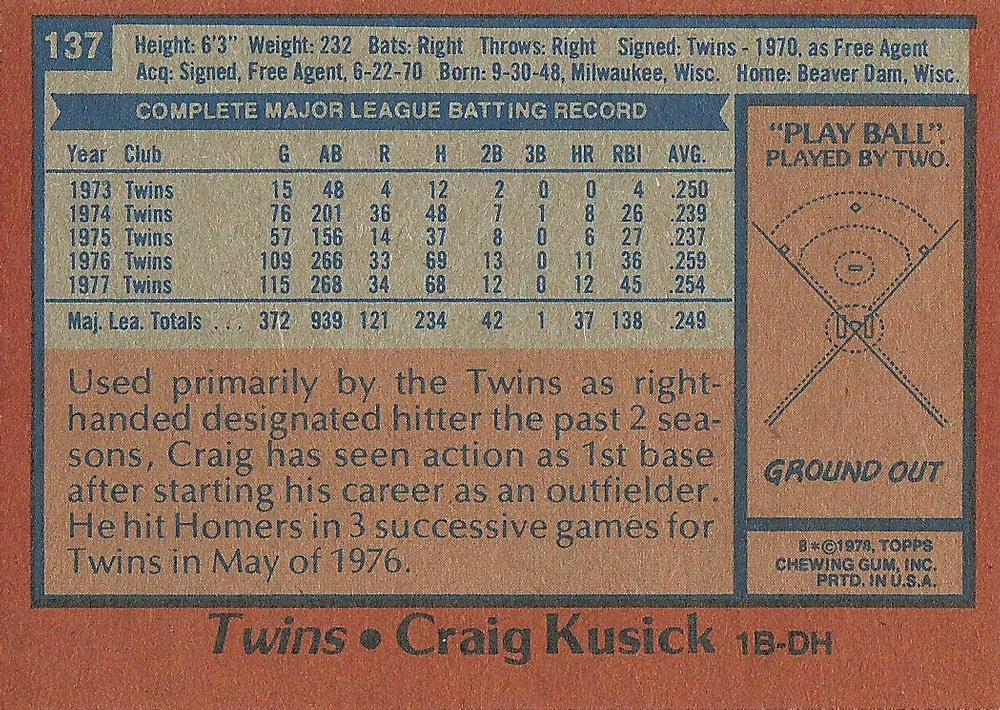 137
Height: 6'3" Weight: 232 Bats: Right Throws: Right Signed: Twins - 1970, as Free Agent
Acq: Signed, Free Agent, 6-22-70 Born: 9-30-48, Milwaukee, Wisc. Home: Beaver Dam, Wisc.
COMPLETE MAJOR LEAGUE BATTING RECORD
Year Club G AB R H 2B 3B HR RBI AVG.
1973 Twins 15 48 4 12 2 0 0 4 .250
1974 Twins 76 201 36 48 7 1 8 26 .239
1975 Twins 57 156 14 37 8 0 6 27 .237
1976 Twins 109 266 33 69 13 0 11 36 .259
1977 Twins 115 268 34 68 12 0 12 45 .254
Maj. Lea. Totals ... 372 939 121 234 42 1 37 138 .249
Used primarily by the Twins as right-
handed designated hitter the past 2 sea-
sons, Craig has seen action as 1st base
after starting his career as an outfielder.
He hit Homers in 3 successive games for
Twins in May of 1976.
"PLAY BALL".
PLAYED BY TWO.
GROUND OUT
B*©1978, TOPPS
CHEWING GUM, INC.
PRTD. IN U.S.A.
Twins • Craig Kusick 1B-DH